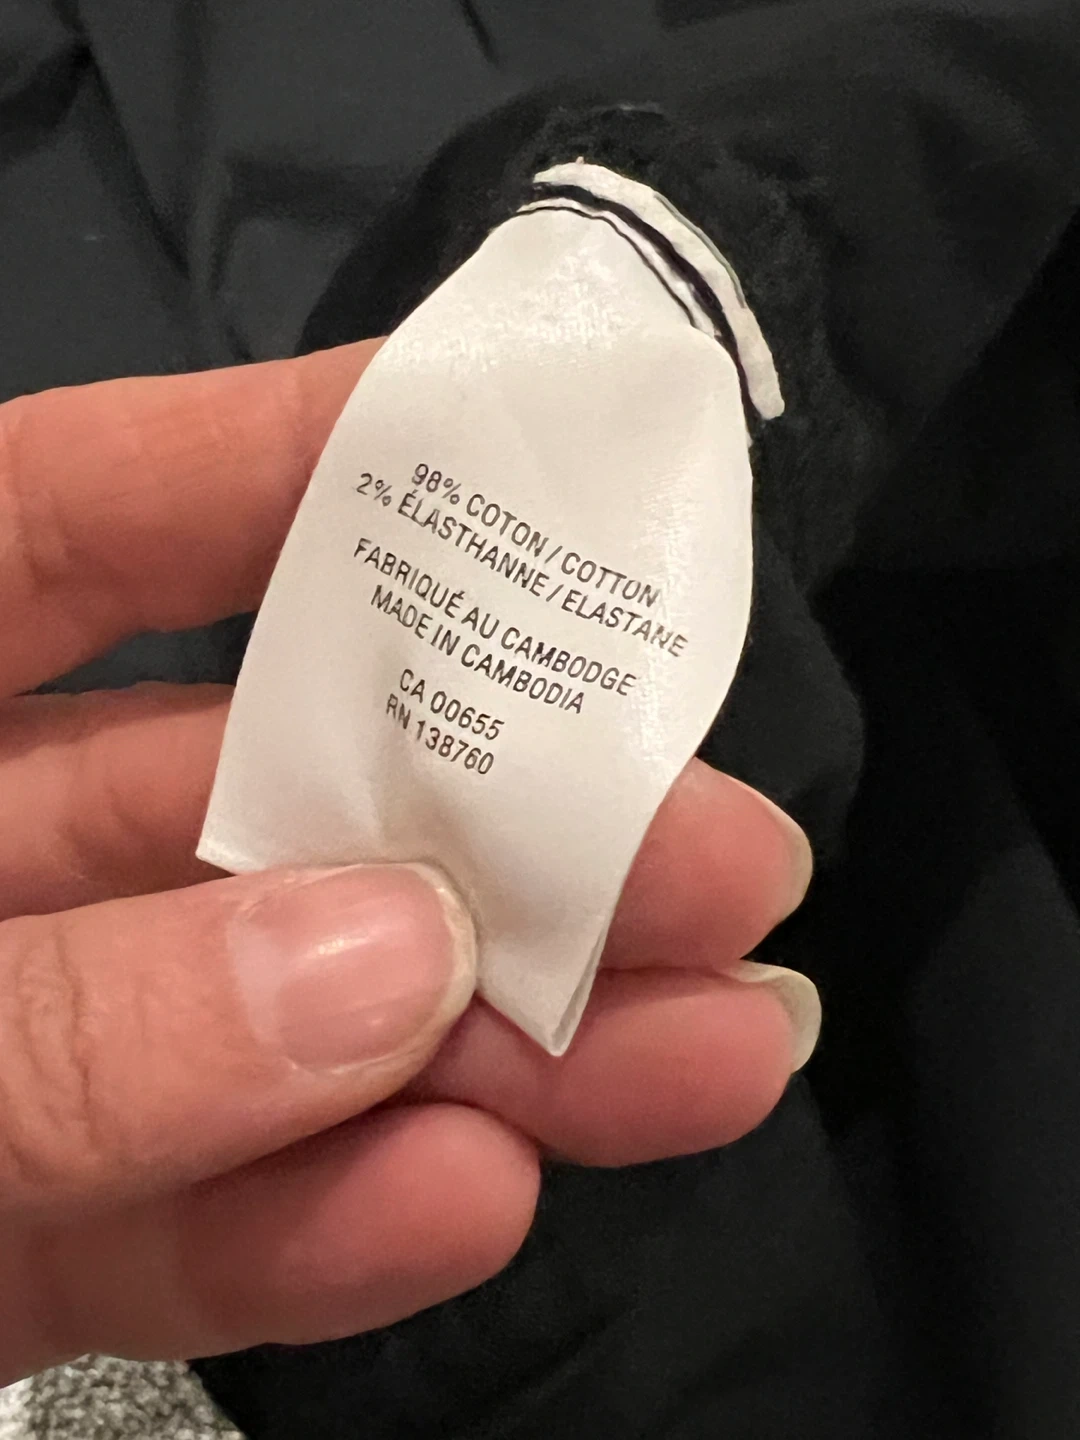 98% COTON / COTTON
2% ÉLASTHANNE / ELASTANE
FABRIQUÉ AU CAMBODGE
MADE IN CAMBODIA
CA 00655
RN 138760